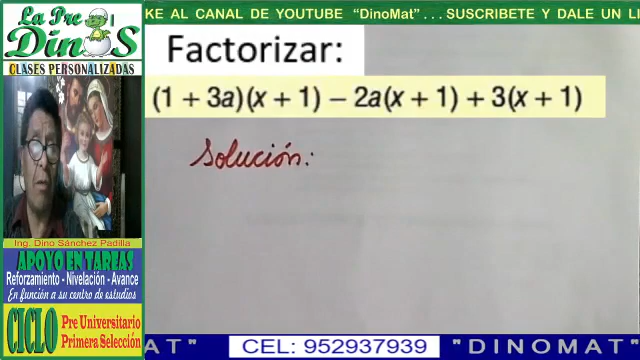 La Pre
DinoS
CLASES PERSONALIZADAS
KE AL CANAL DE YOUTUBE “DinoMat”... SUSCRIBETE Y DALE UN LI
Factorizar:
(1 + 3a)(x + 1) − 2a(x + 1) + 3(x + 1)
Solución:
Ing. Dino Sánchez Padilla
APOYO EN TAREAS
Reforzamiento - Nivelación - Avance
En función a su centro de estudios
CICLO Pre Universitario
Primera Selección
AT" CEL: 952937939 "DINOMAT"